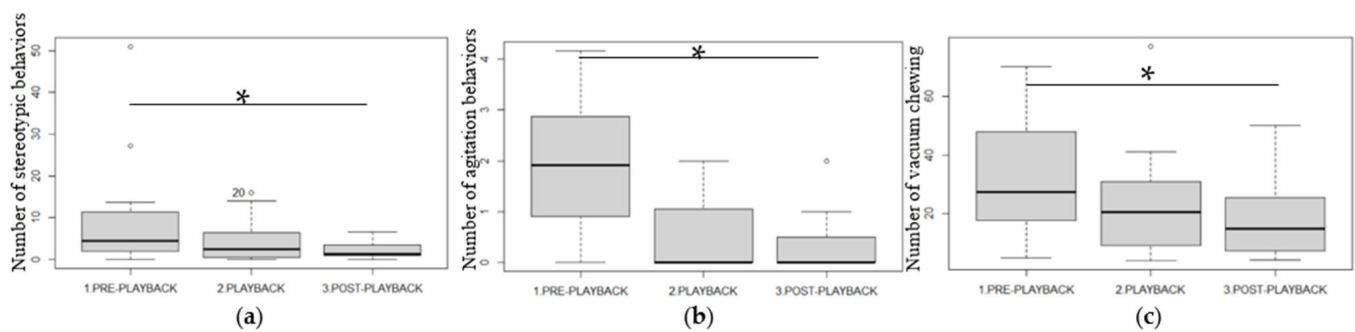 Number of stereotypic behaviors
50
40
30
20
10
0
*
20
1.PRE-PLAYBACK 2.PLAYBACK 3.POST-PLAYBACK
(a)
Number of agitation behaviors
4
3
2
1
0
*
1.PRE-PLAYBACK 2.PLAYBACK 3.POST-PLAYBACK
(b)
Number of vacuum chewing
60
40
20
*
1.PRE-PLAYBACK 2.PLAYBACK 3.POST-PLAYBACK
(c)